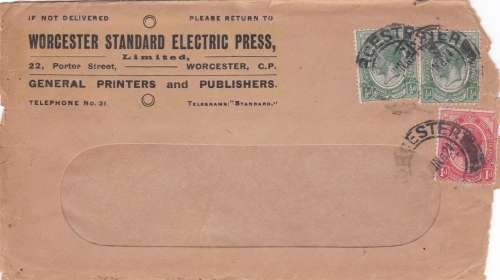 IF NOT DELIVERED PLEASE RETURN TO
WORCESTER STANDARD ELECTRIC PRESS,
Limited,
22, Porter Street, WORCESTER, C.P.
GENERAL PRINTERS and PUBLISHERS.
TELEPHONE No. 31. TELEGRAMS: "STANDARD."